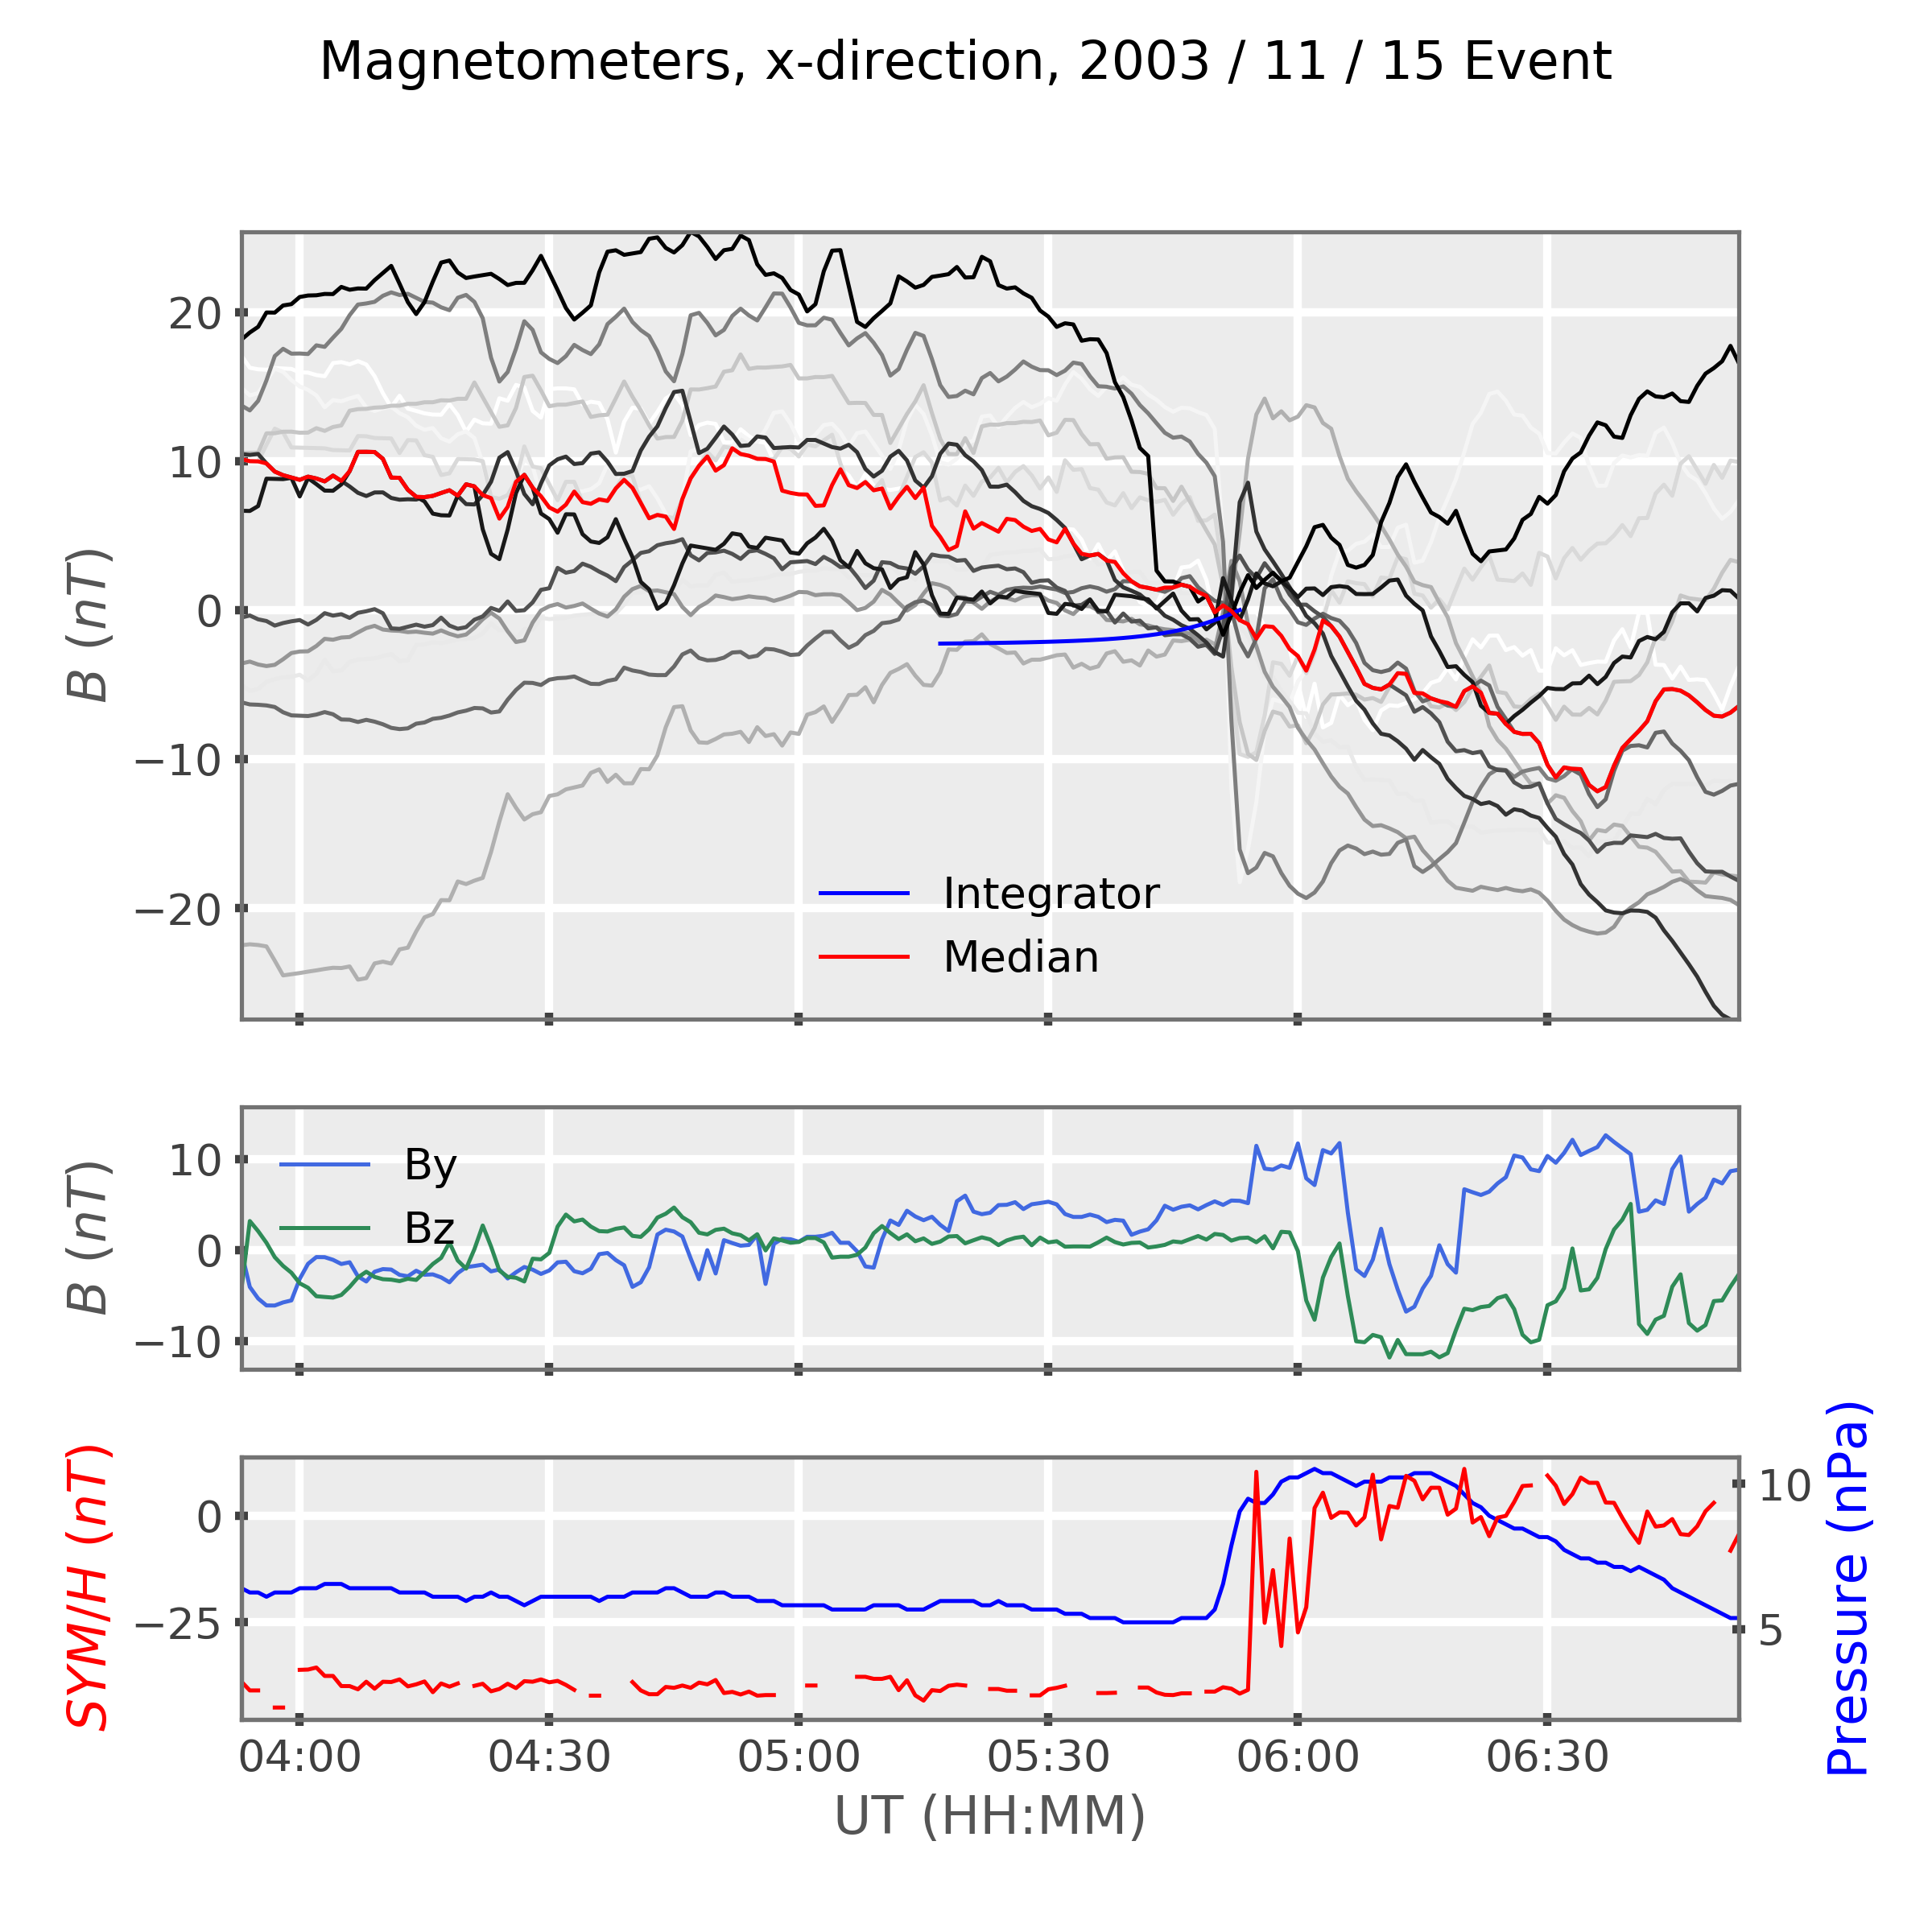 Magnetometers, x-direction, 2003 / 11 / 15 Event
B (nT)
20
10
0
−10
−20
Integrator
Median
B (nT)
10
0
−10
By
Bz
SYM/H (nT)
0
−25
10
5
Pressure (nPa)
04:00 04:30 05:00 05:30 06:00 06:30
UT (HH:MM)